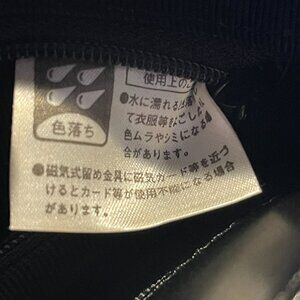 色落ち
使用上の
●水に濡れる
て衣服等
色ムラやシミになる
合があります。
●磁気式留め金具に磁気カード等を近づ
けるとカード等が使用不能になる場合
があります。